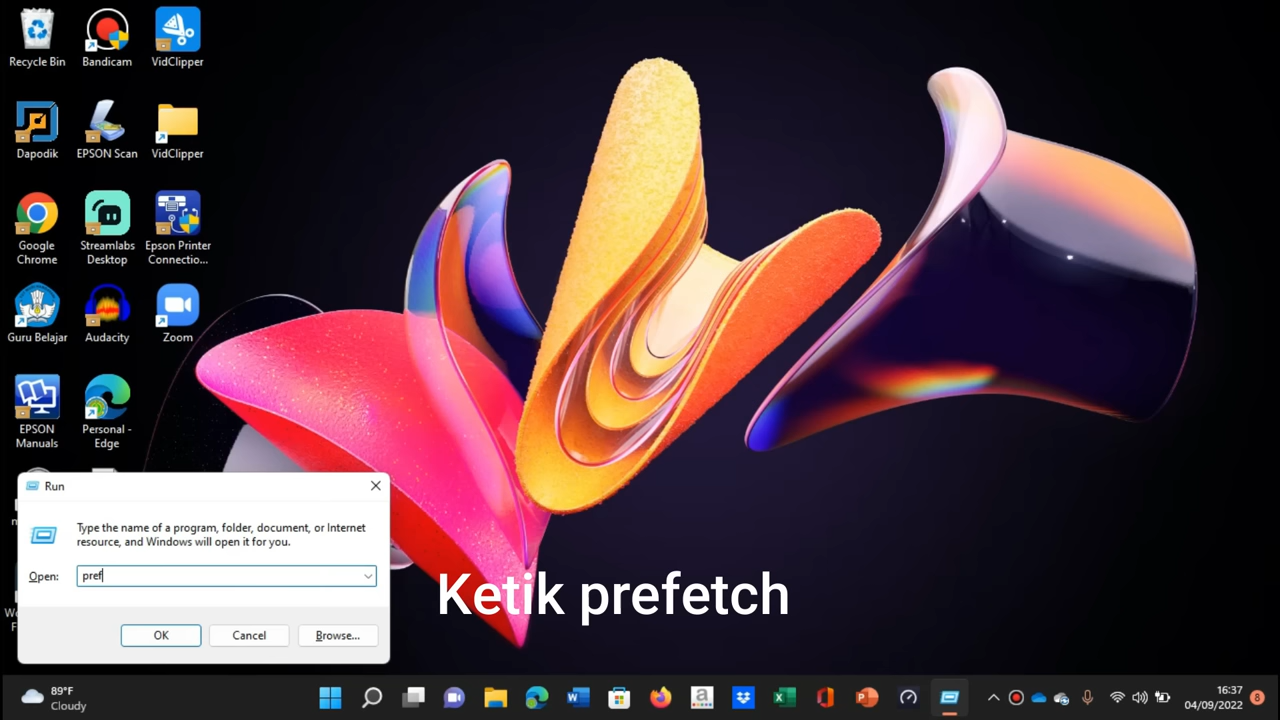 Recycle Bin
Bandicam
VidClipper
Dapodik
EPSON Scan
VidClipper
Google
Chrome
Streamlabs
Desktop
Epson Printer
Connectio...
Guru Belajar
Audacity
Zoom
EPSON
Manuals
Personal -
Edge
Run
Type the name of a program, folder, document, or Internet
resource, and Windows will open it for you.
Open:
pref
OK
Cancel
Browse...
Ketik prefetch
89°F
Cloudy
16:37
04/09/2022
8